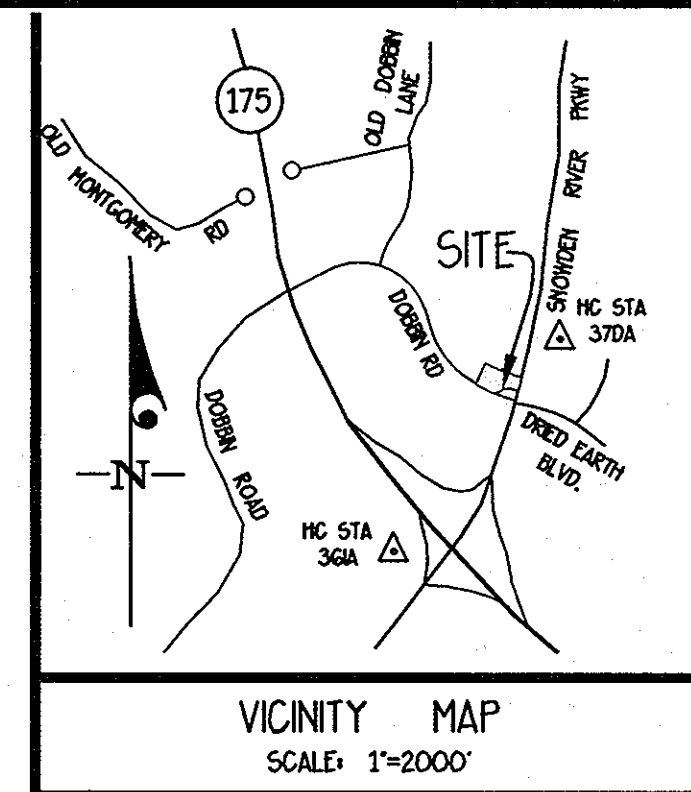 175
OLD DOBBIN
LANE
OLD MONTGOMERY
RD
SNOWDEN RIVER PKWY
SITE
HC STA
37DA
DOBBIN RD
DOBBIN ROAD
DRIED EARTH
BLVD.
N
HC STA
36IA
VICINITY MAP
SCALE: 1"=2000'